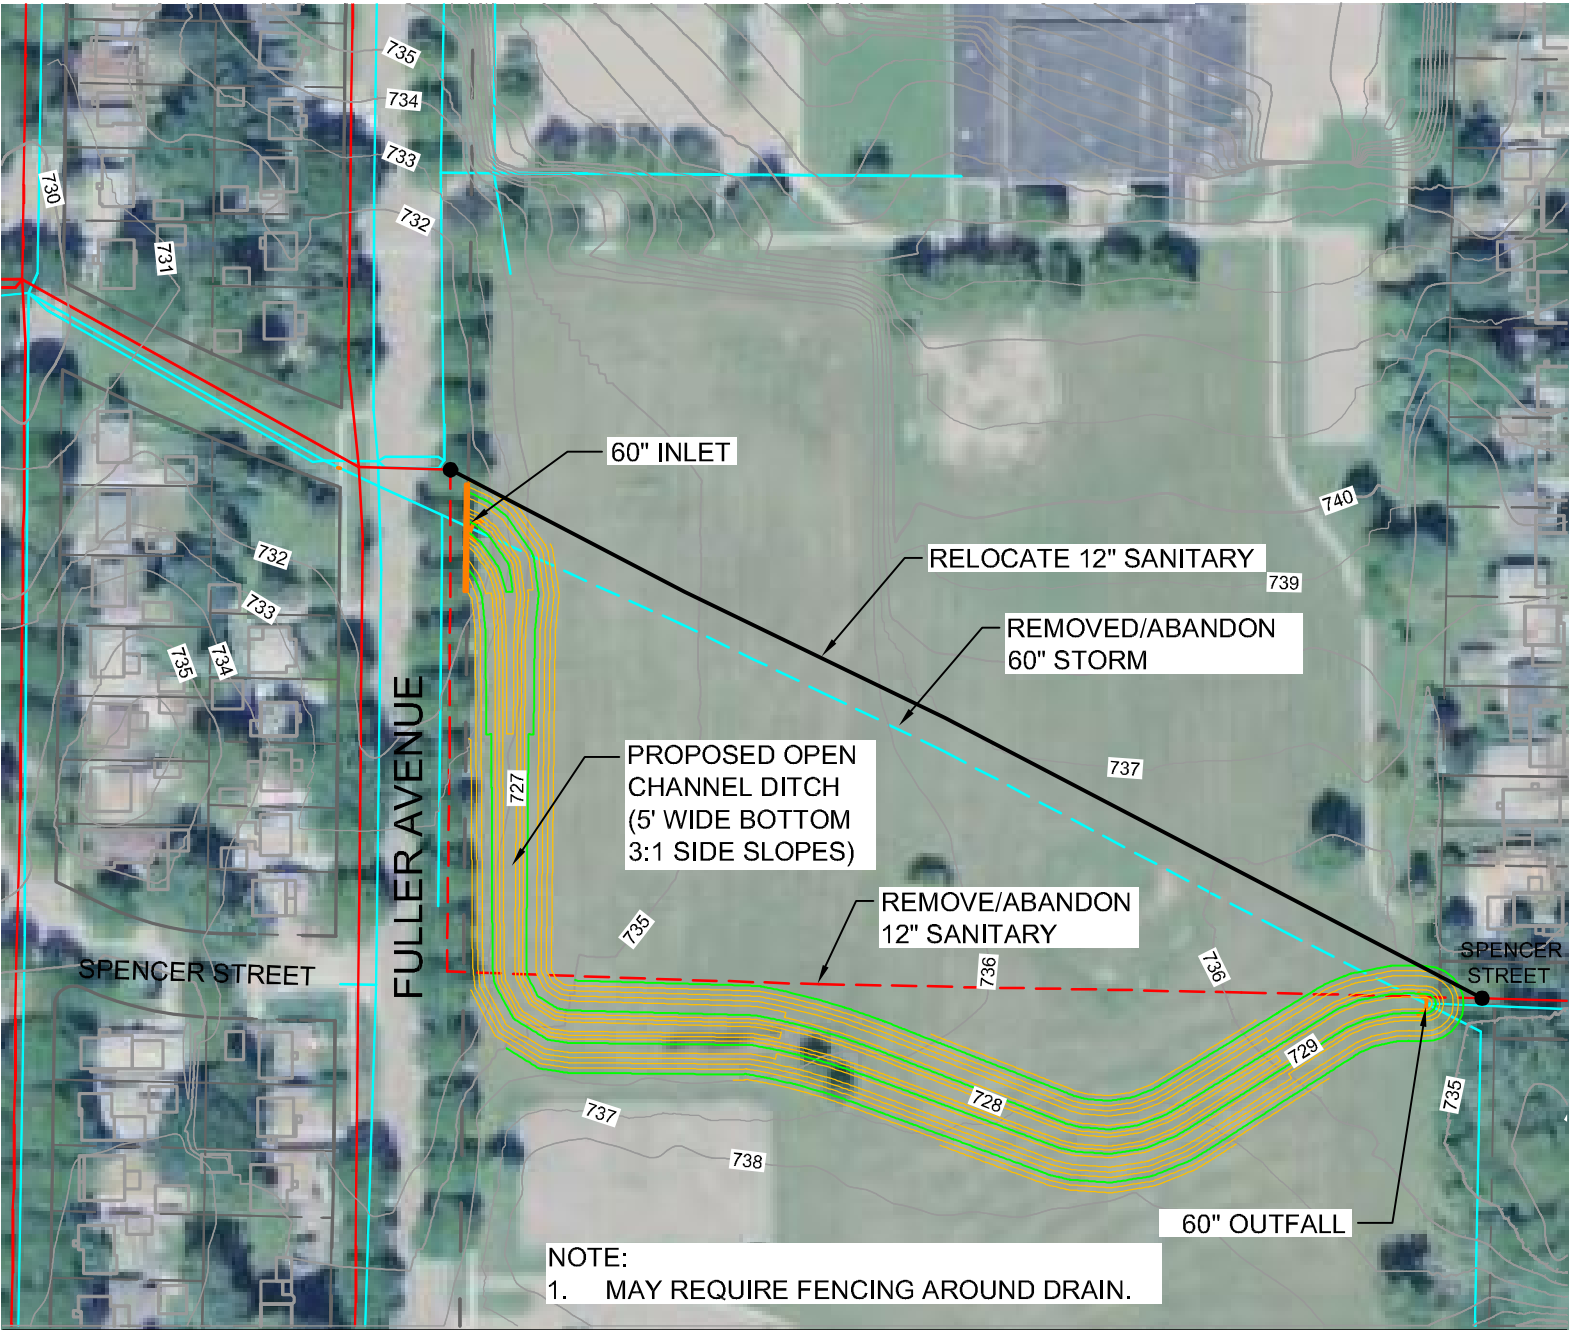 735
734
733
732
730
731
60" INLET
740
RELOCATE 12" SANITARY
739
732
733
734
735
REMOVED/ABANDON
60" STORM
FULLER AVENUE
PROPOSED OPEN
CHANNEL DITCH
(5' WIDE BOTTOM
3:1 SIDE SLOPES)
727
737
REMOVE/ABANDON
12" SANITARY
735
736
736
SPENCER STREET
SPENCER
STREET
729
728
735
737
738
60" OUTFALL
NOTE:
1. MAY REQUIRE FENCING AROUND DRAIN.